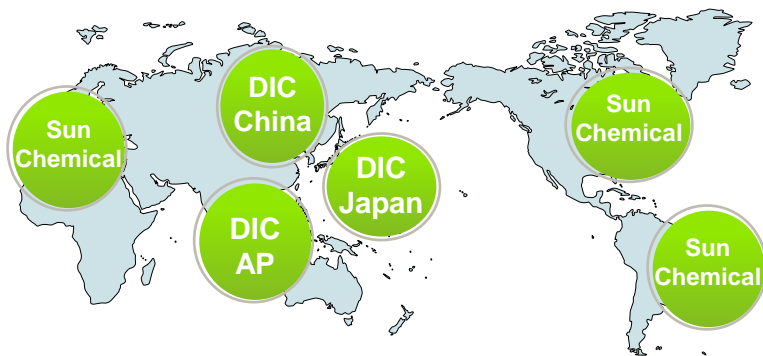 DIC
China
Sun
Chemical
Sun
Chemical
DIC
Japan
DIC
AP
Sun
Chemical